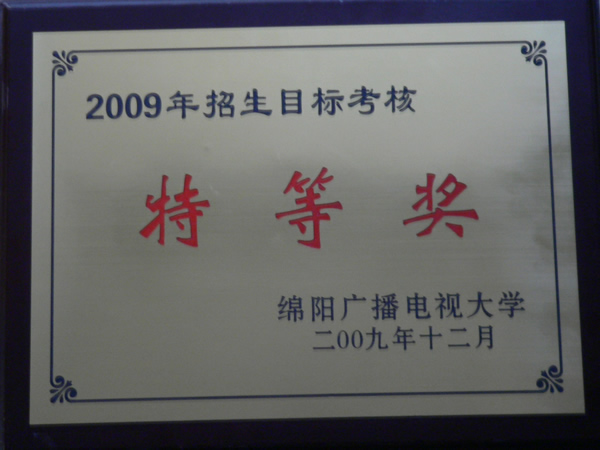 2009年招生目标考核
特等奖
绵阳广播电视大学
二00九年十二月